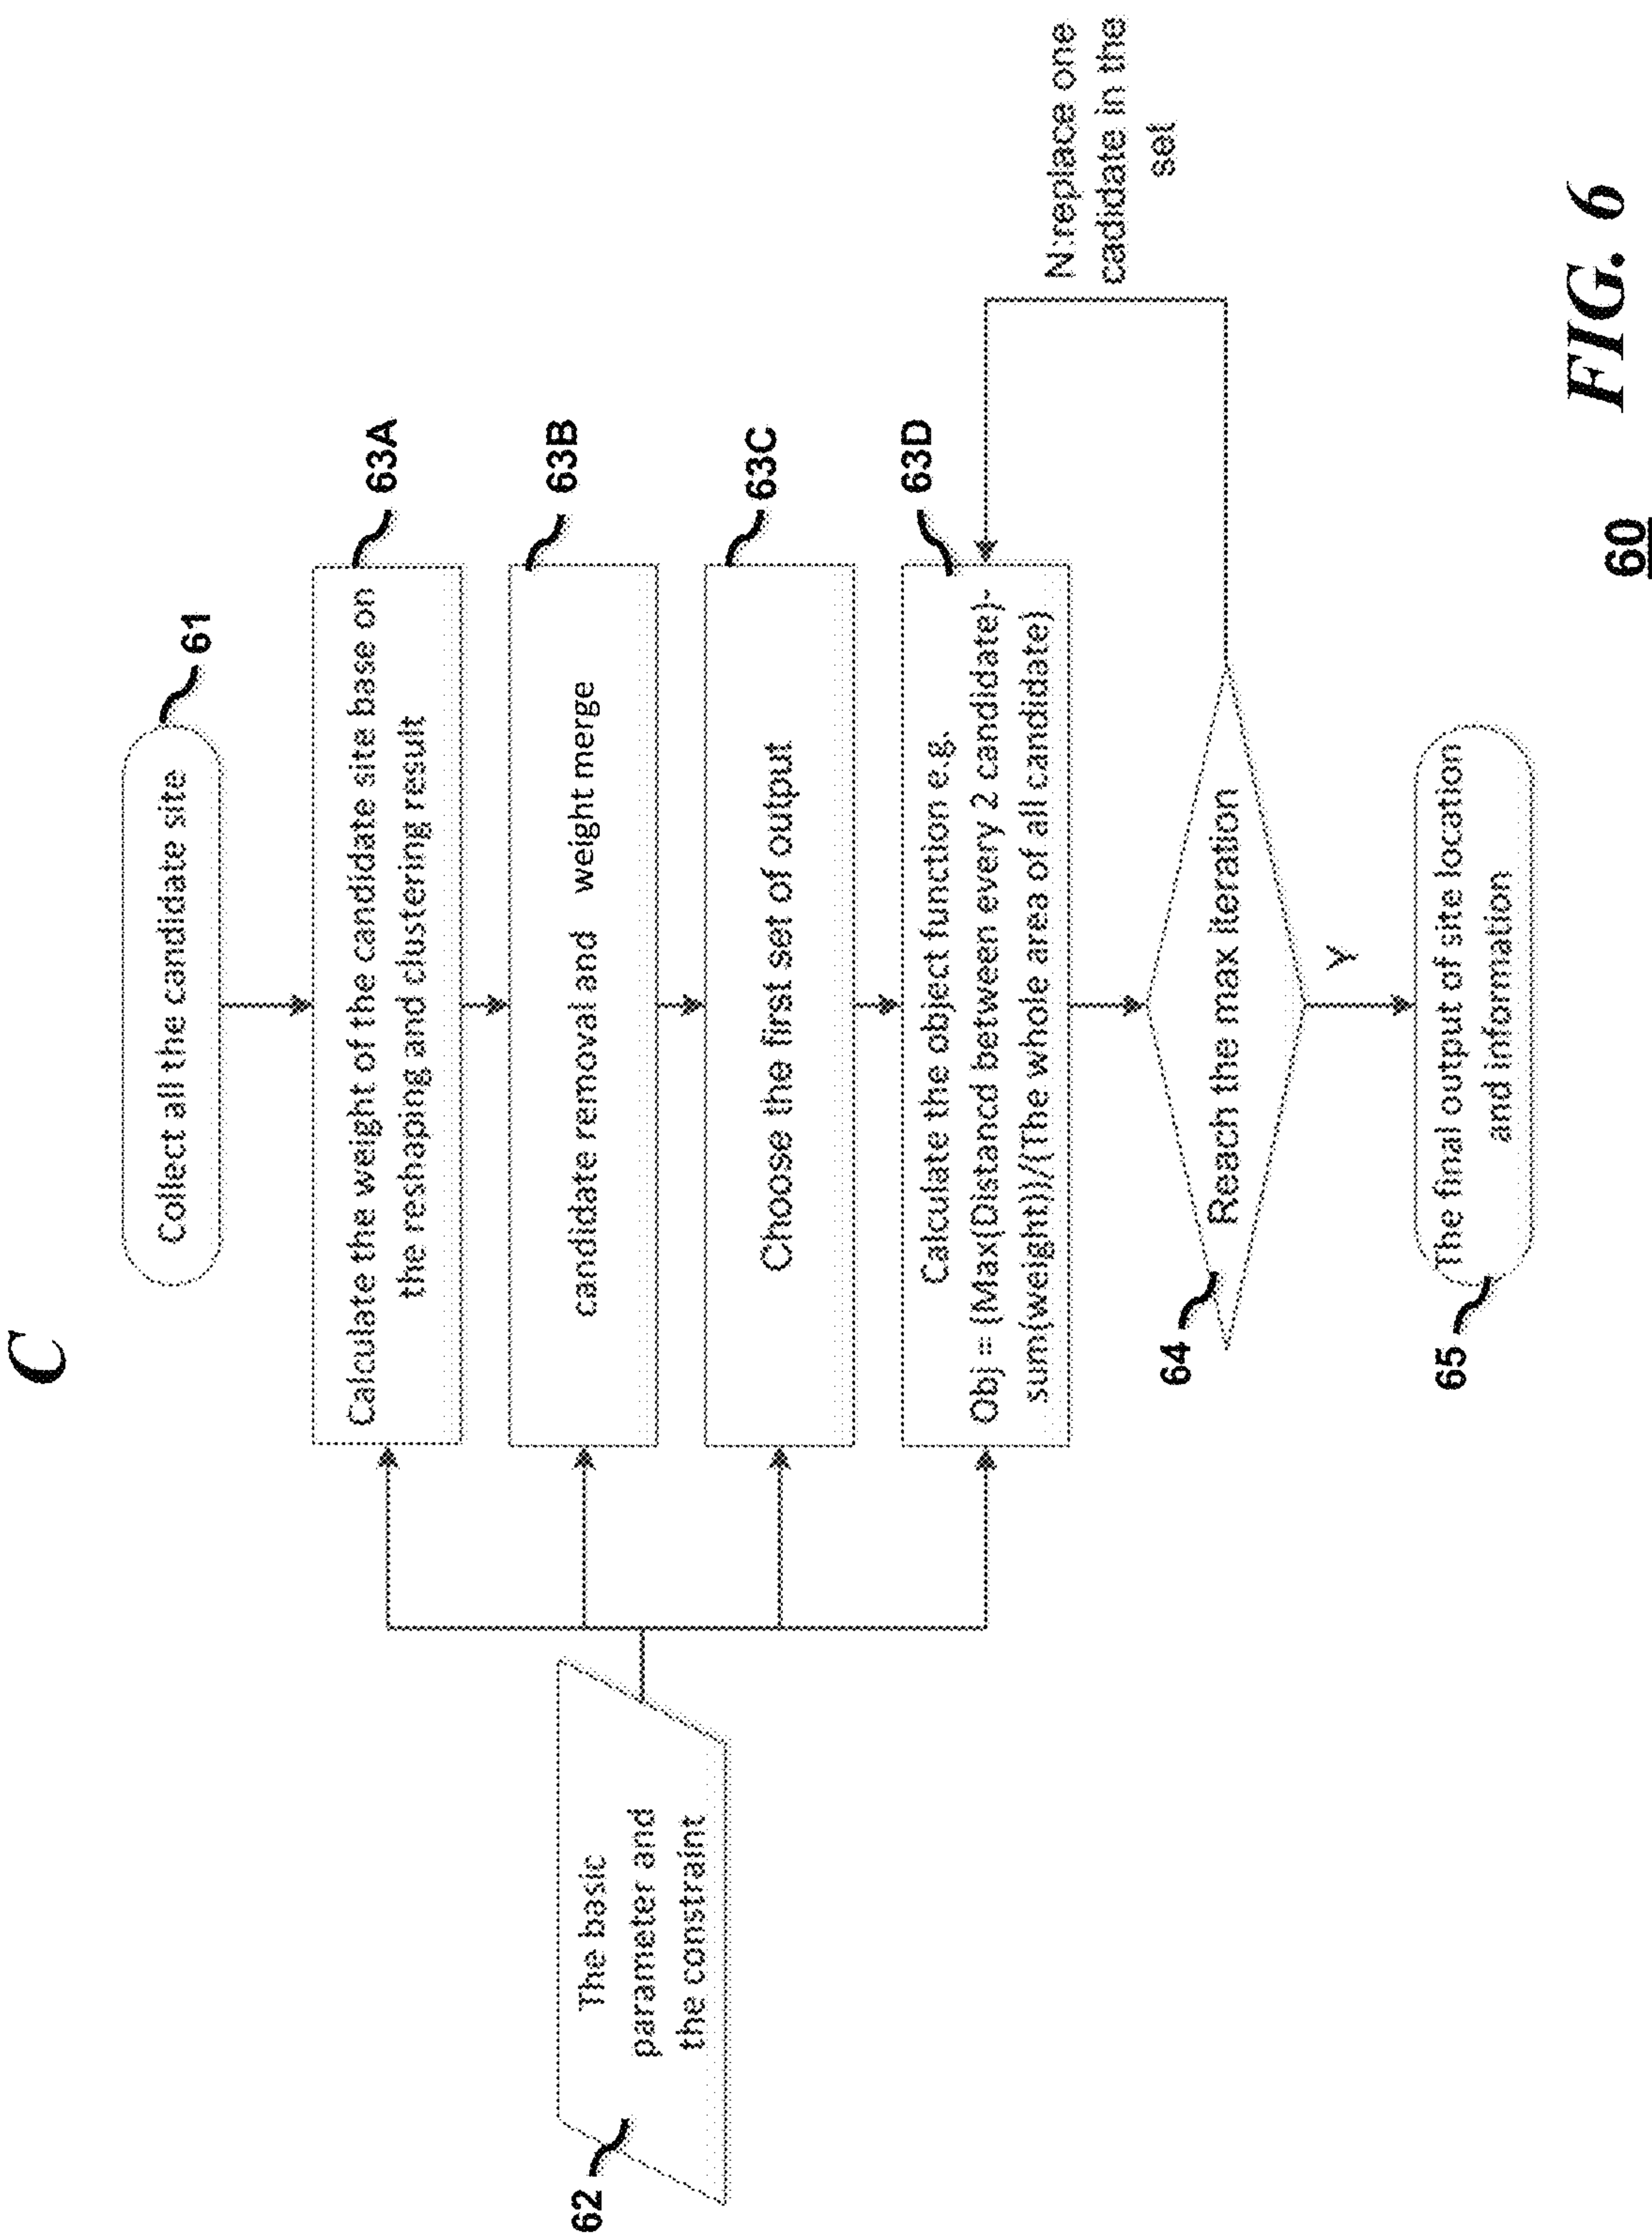 C
Collect all the candidate site
61
Calculate the weight of the candidate site base on
the reshaping and clustering result
63A
candidate removal and weight merge
63B
The basic
parameter and
the constraint
62
Choose the first set of output
63C
Calculate the object function e.g.
Obj = (Max(Distancd between every 2 candidate)-
sum(weight))/(The whole area of all candidate)
63D
N:replace one
cadidate in the
set
64
Reach the max iteration
Y
65
The final output of site location
and information
60
FIG. 6